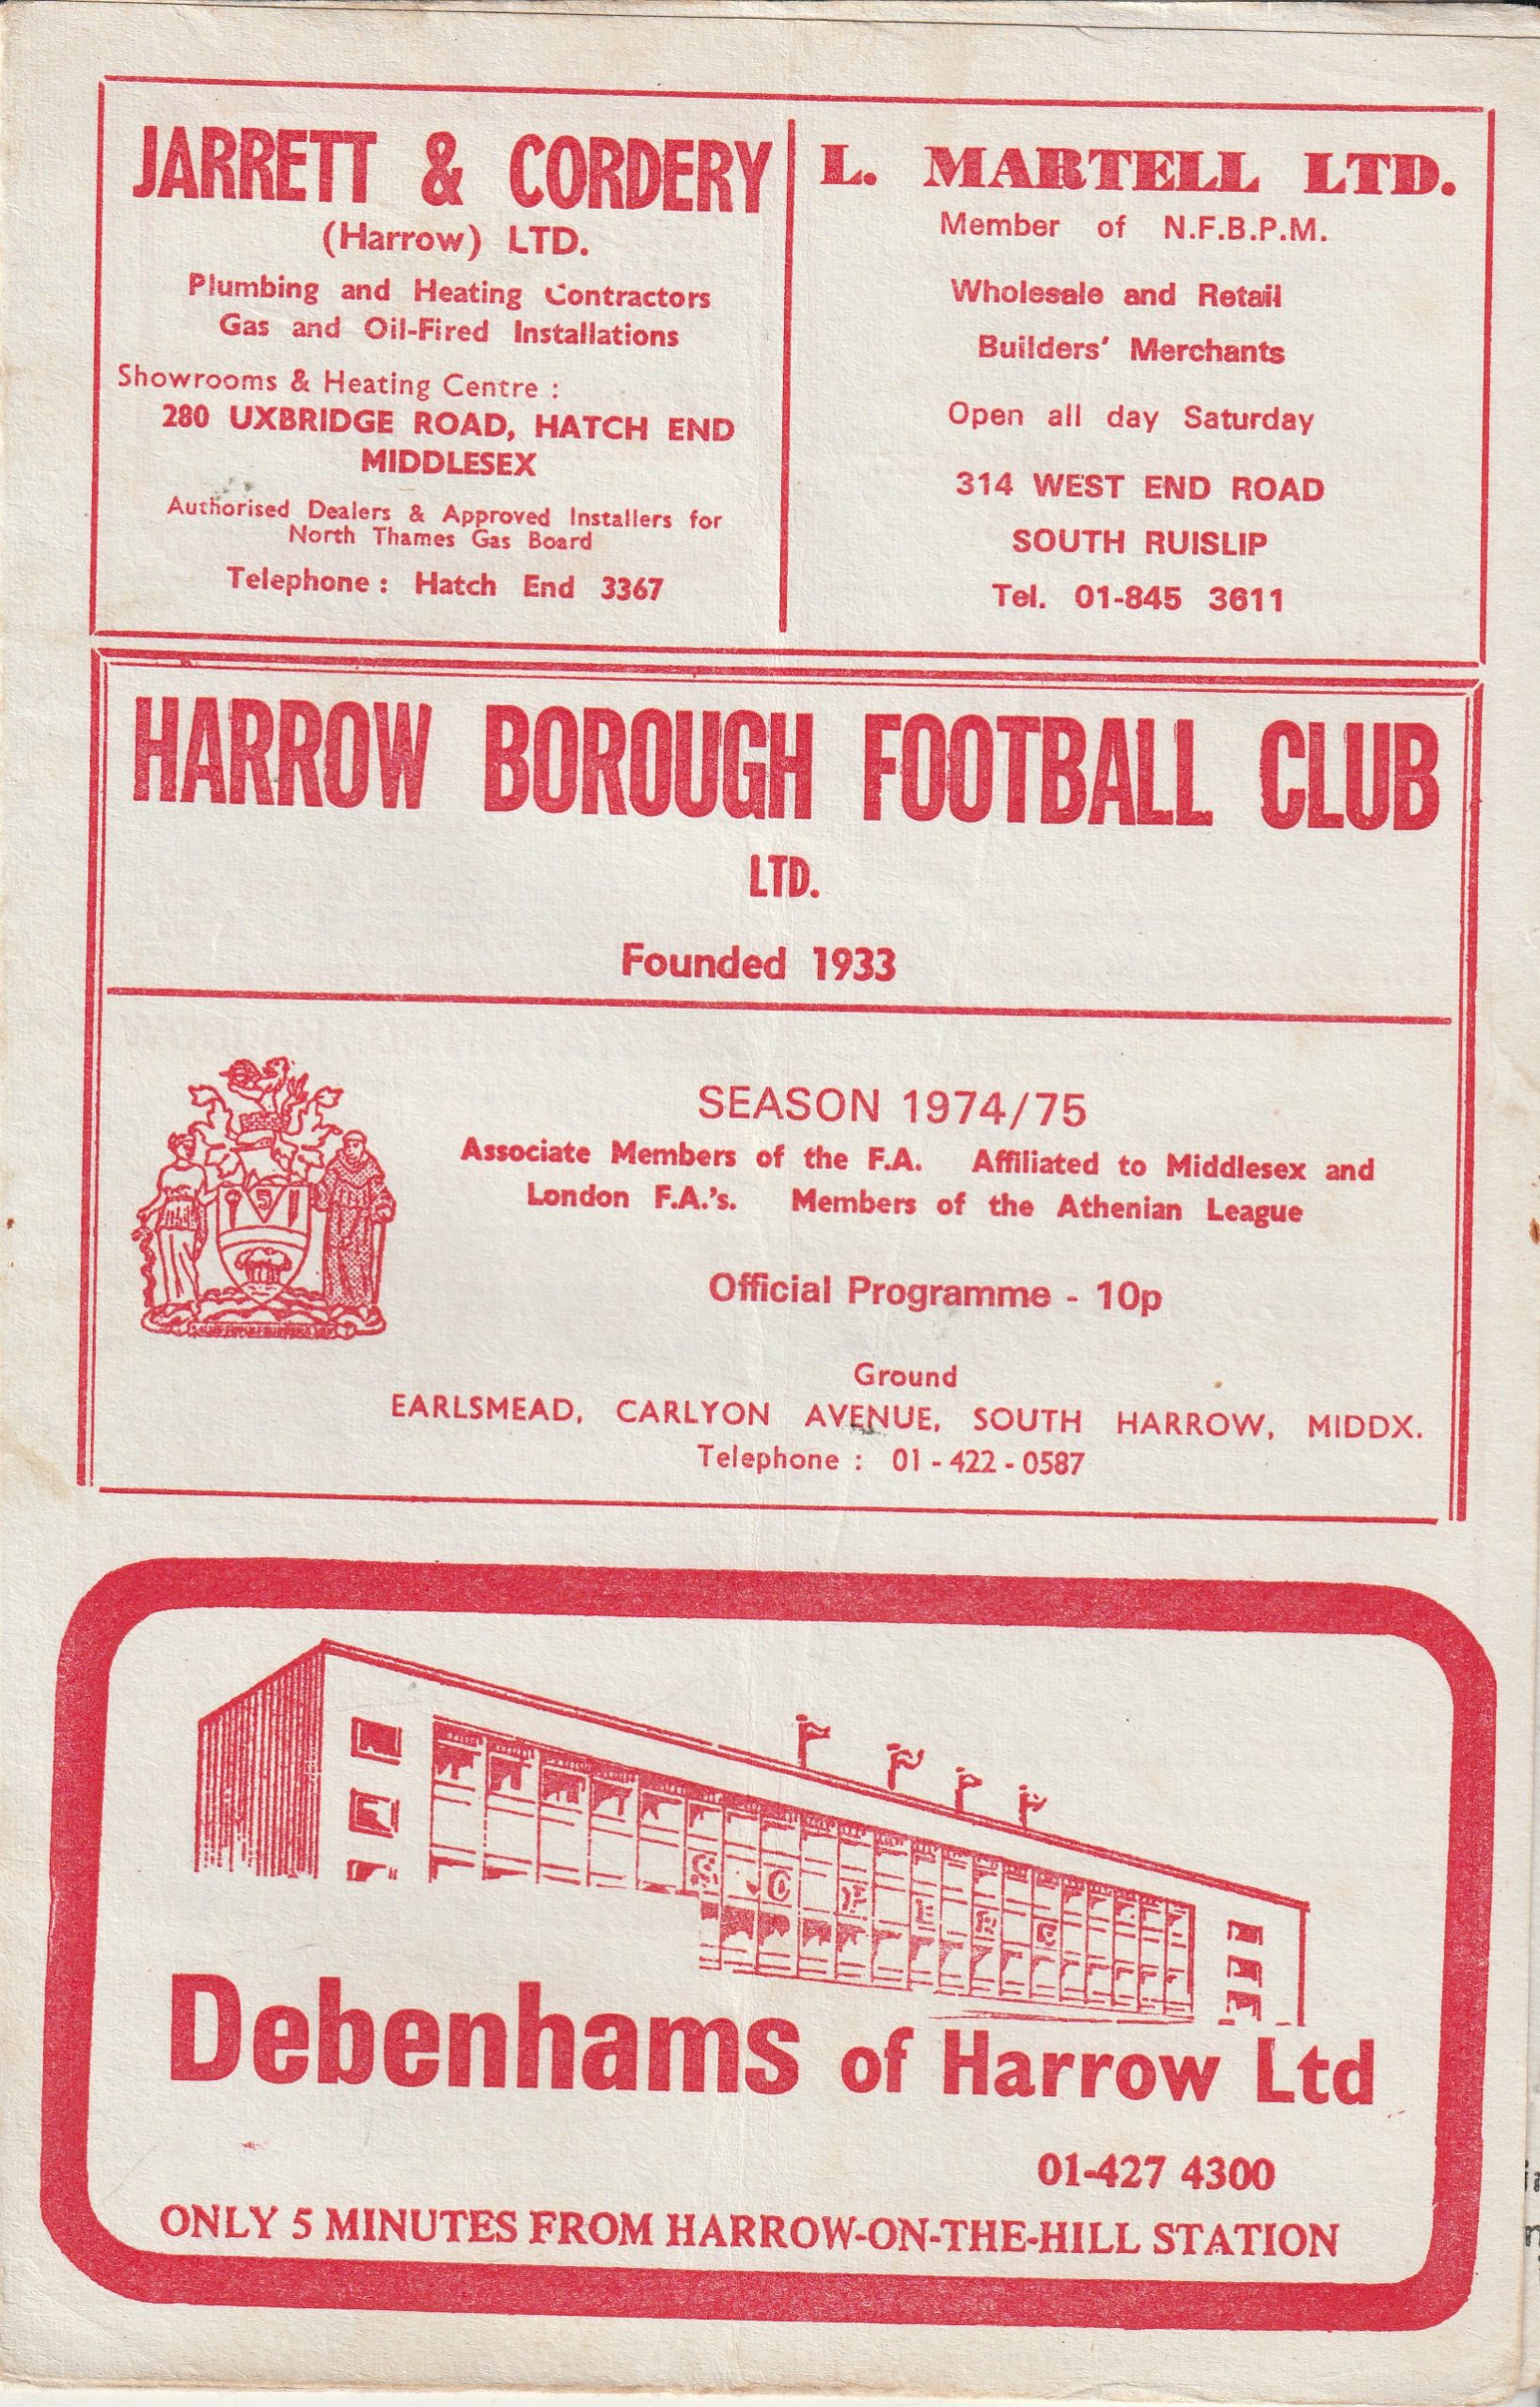 JARRETT & CORDERY
(Harrow) LTD.
Plumbing and Heating Contractors
Gas and Oil-Fired Installations
Showrooms & Heating Centre :
280 UXBRIDGE ROAD, HATCH END
MIDDLESEX
Authorised Dealers & Approved Installers for
North Thames Gas Board
Telephone : Hatch End 3367
L. MARTELL LTD.
Member of N.F.B.P.M.
Wholesale and Retail
Builders' Merchants
Open all day Saturday
314 WEST END ROAD
SOUTH RUISLIP
Tel. 01-845 3611
HARROW BOROUGH FOOTBALL CLUB
LTD.
Founded 1933
SEASON 1974/75
Associate Members of the F.A. Affiliated to Middlesex and
London F.A.'s. Members of the Athenian League
Official Programme - 10p
Ground
EARLSMEAD, CARLYON AVENUE, SOUTH HARROW, MIDDX.
Telephone : 01 - 422 - 0587
Debenhams of Harrow Ltd
01-427 4300
ONLY 5 MINUTES FROM HARROW-ON-THE-HILL STATION